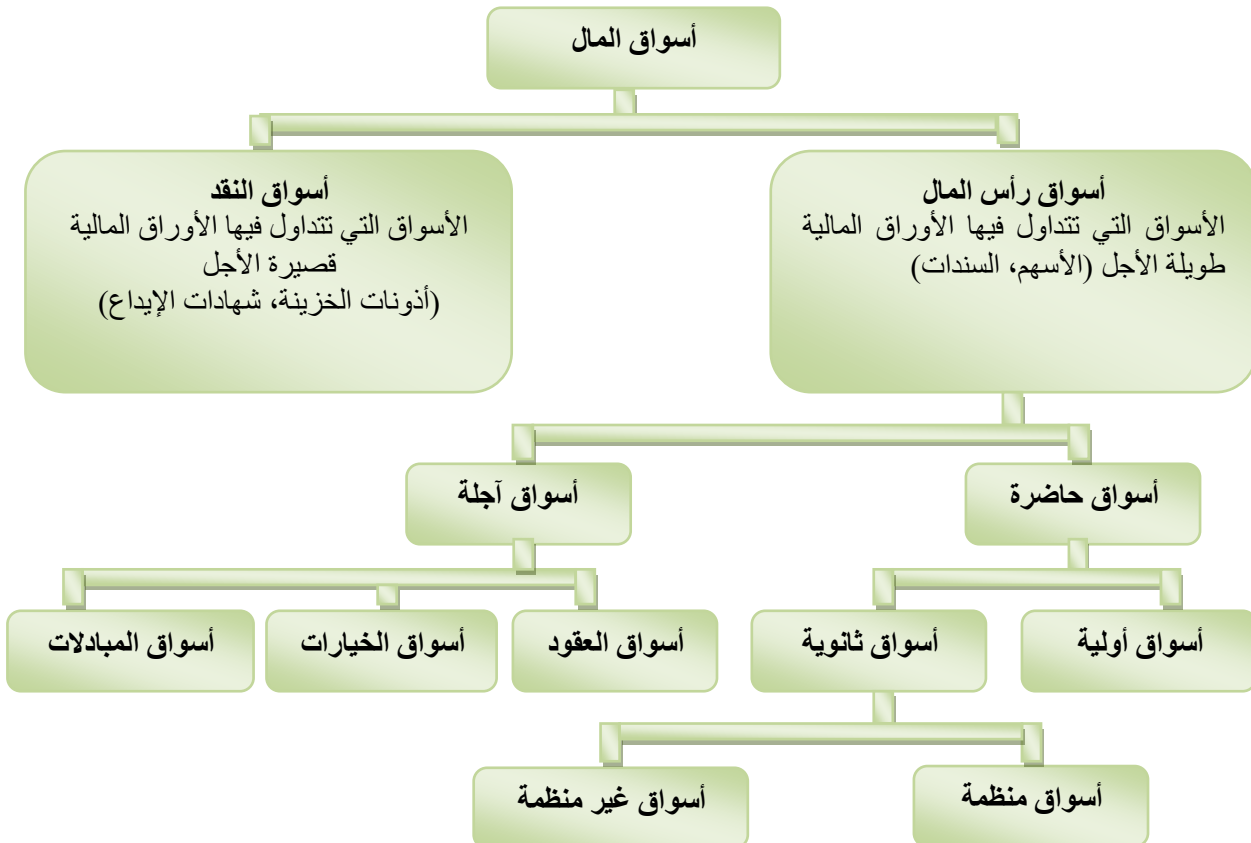 أسواق المال
أسواق رأس المال
الأسواق التي تتداول فيها الأوراق المالية
طويلة الأجل (الأسهم، السندات)
أسواق النقد
الأسواق التي تتداول فيها الأوراق المالية
قصيرة الأجل
(أذونات الخزينة، شهادات الإيداع)
أسواق حاضرة
أسواق آجلة
أسواق أولية
أسواق ثانوية
أسواق العقود
أسواق الخيارات
أسواق المبادلات
أسواق منظمة
أسواق غير منظمة